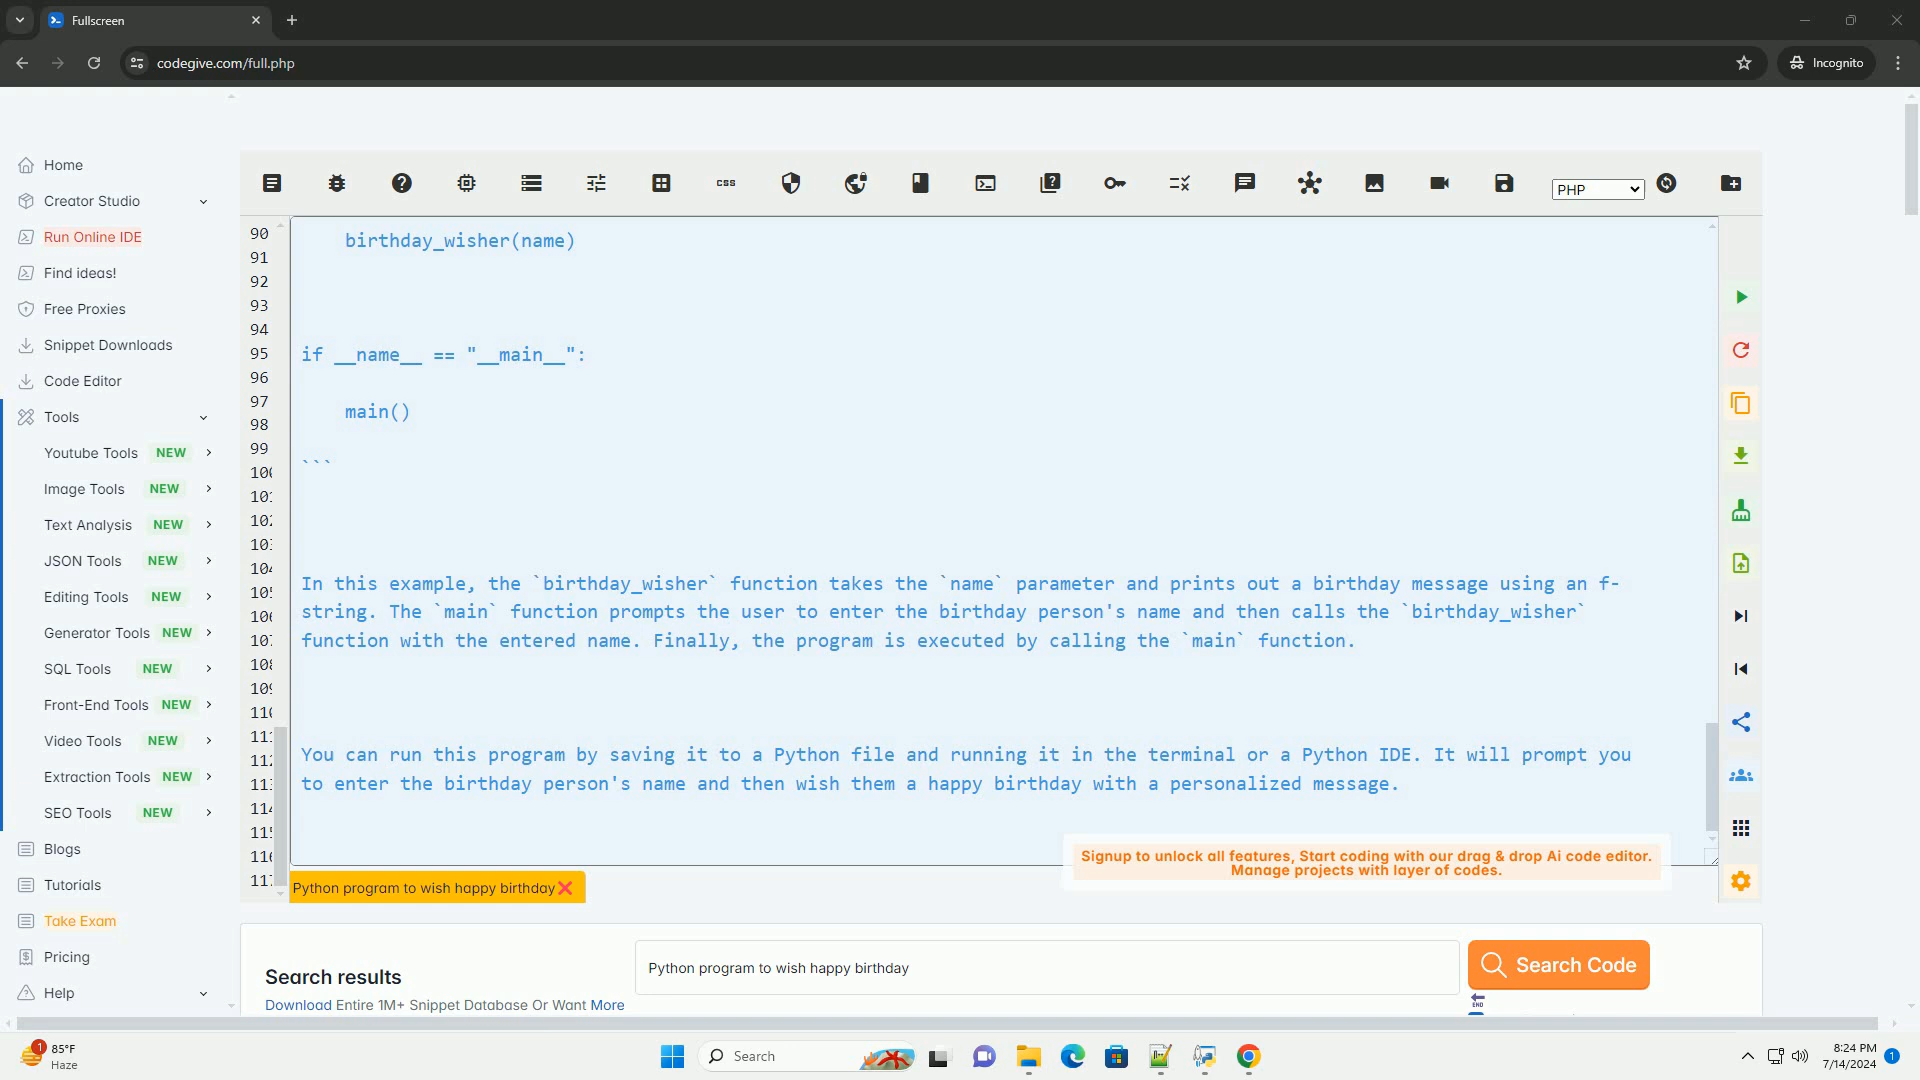 Fullscreen
codegive.com/full.php
Incognito
Home
Creator Studio
Run Online IDE
Find ideas!
Free Proxies
Snippet Downloads
Code Editor
Tools
Youtube Tools NEW
Image Tools NEW
Text Analysis NEW
JSON Tools NEW
Editing Tools NEW
Generator Tools NEW
SQL Tools NEW
Front-End Tools NEW
Video Tools NEW
Extraction Tools NEW
SEO Tools NEW
Blogs
Tutorials
Take Exam
Pricing
Help
css
PHP
90
91
92
93
94
95
96
97
98
99
birthday_wisher(name)
if __name__ == "__main__":
main()
```
In this example, the `birthday_wisher` function takes the `name` parameter and prints out a birthday message using an f-
string. The `main` function prompts the user to enter the birthday person's name and then calls the `birthday_wisher`
function with the entered name. Finally, the program is executed by calling the `main` function.
You can run this program by saving it to a Python file and running it in the terminal or a Python IDE. It will prompt you
to enter the birthday person's name and then wish them a happy birthday with a personalized message.
Signup to unlock all features, Start coding with our drag & drop Ai code editor.
Manage projects with layer of codes.
Python program to wish happy birthday
Search results
Download Entire 1M+ Snippet Database Or Want More
Python program to wish happy birthday
Search Code
END
1
85°F
Haze
Search
8:24 PM
7/14/2024
1